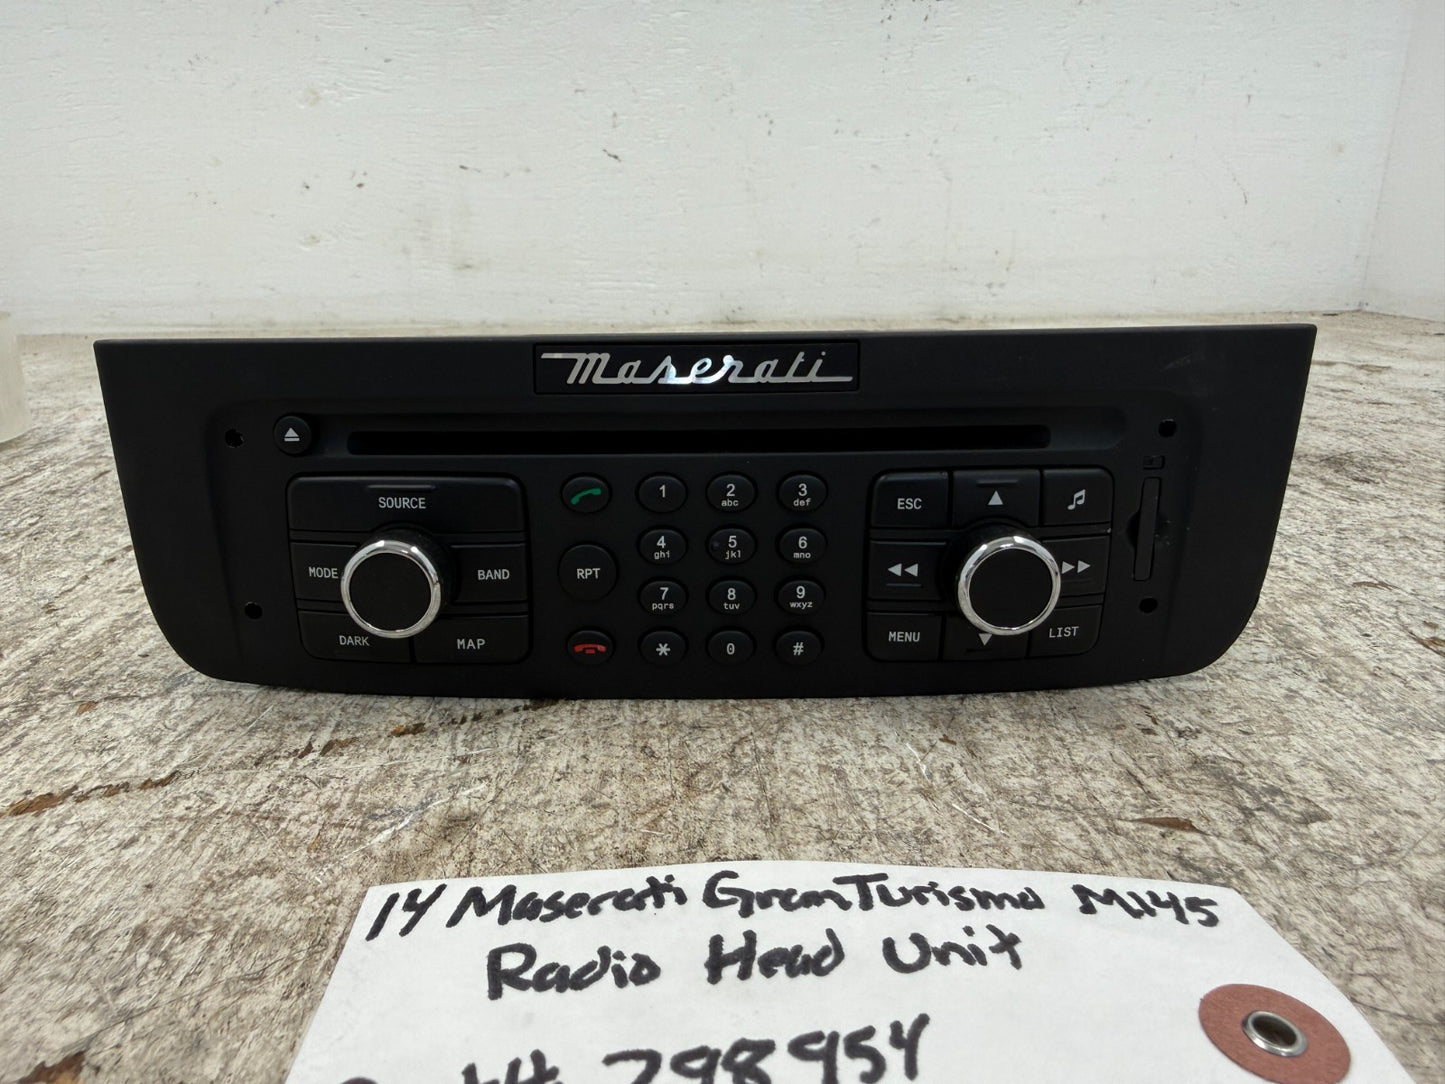 Maserati
SOURCE
MODE BAND
DARK MAP
1 2 abc 3 def
RPT 4 ghi 5 jkl 6 mno
7 pqrs 8 tuv 9 wxyz
* 0 #
ESC
MENU LIST
14 Maserati GranTurismo M145
Radio Head Unit
798954